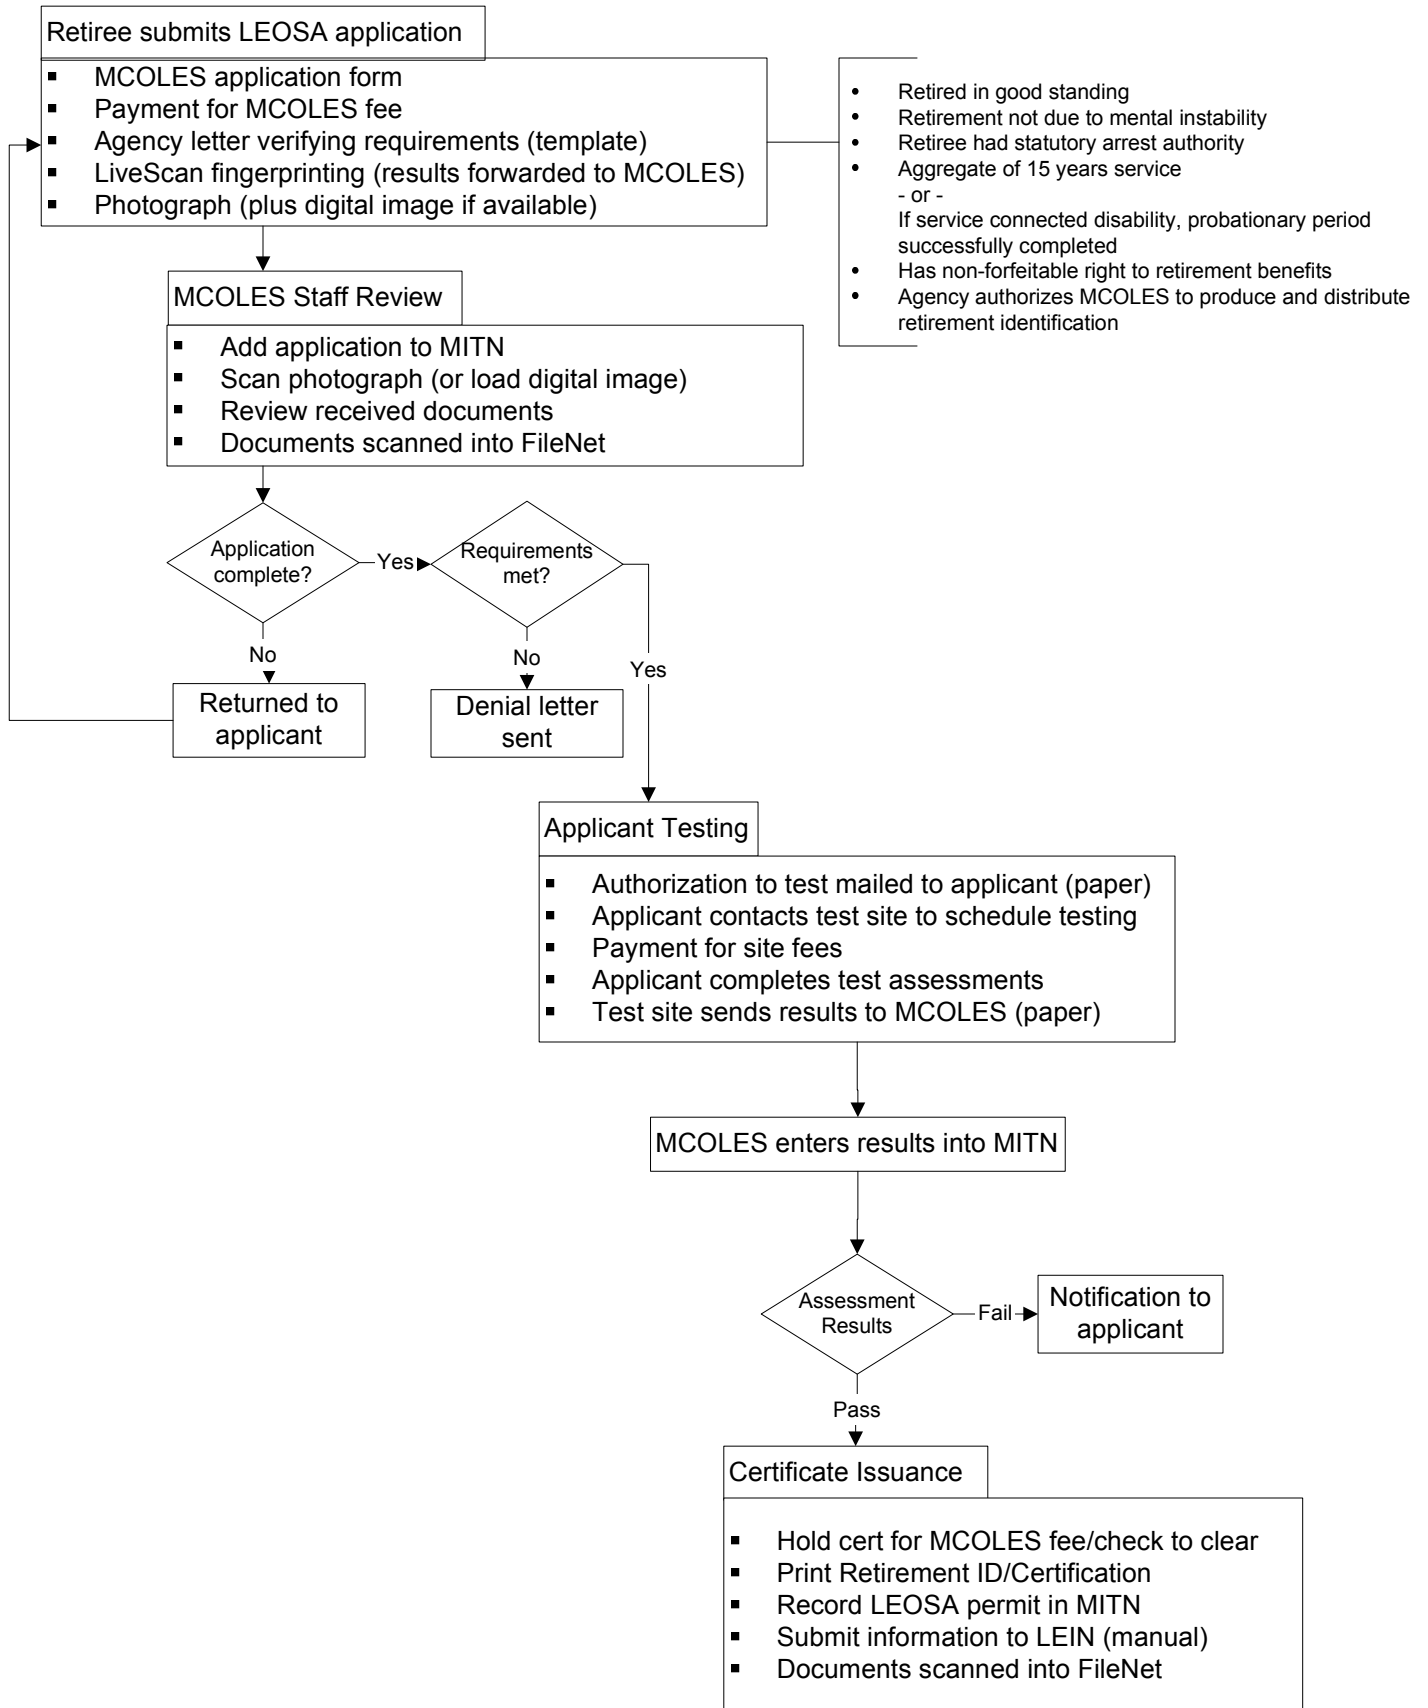 Retiree submits LEOSA application
▪ MCOLES application form
▪ Payment for MCOLES fee
▪ Agency letter verifying requirements (template)
▪ LiveScan fingerprinting (results forwarded to MCOLES)
▪ Photograph (plus digital image if available)
• Retired in good standing
• Retirement not due to mental instability
• Retiree had statutory arrest authority
• Aggregate of 15 years service
- or -
If service connected disability, probationary period
successfully completed
• Has non-forfeitable right to retirement benefits
• Agency authorizes MCOLES to produce and distribute
retirement identification
MCOLES Staff Review
▪ Add application to MITN
▪ Scan photograph (or load digital image)
▪ Review received documents
▪ Documents scanned into FileNet
Application
complete?
Yes
Requirements
met?
No
No
Yes
Returned to
applicant
Denial letter
sent
Applicant Testing
▪ Authorization to test mailed to applicant (paper)
▪ Applicant contacts test site to schedule testing
▪ Payment for site fees
▪ Applicant completes test assessments
▪ Test site sends results to MCOLES (paper)
MCOLES enters results into MITN
Assessment
Results
Fail
Notification to
applicant
Pass
Certificate Issuance
▪ Hold cert for MCOLES fee/check to clear
▪ Print Retirement ID/Certification
▪ Record LEOSA permit in MITN
▪ Submit information to LEIN (manual)
▪ Documents scanned into FileNet